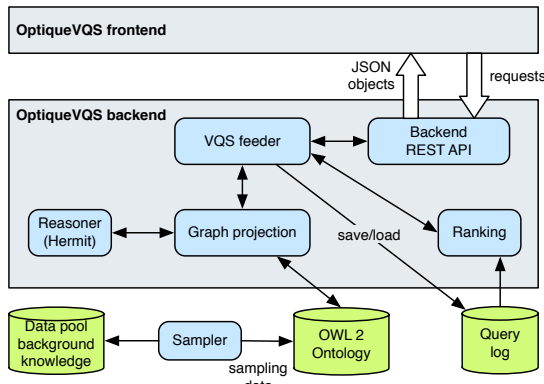 OptiqueVQS frontend
JSON
objects
requests
OptiqueVQS backend
VQS feeder
Backend
REST API
Reasoner
(Hermit)
Graph projection
save/load
Ranking
Data pool
background
knowledge
Sampler
sampling
OWL 2
Ontology
Query
log